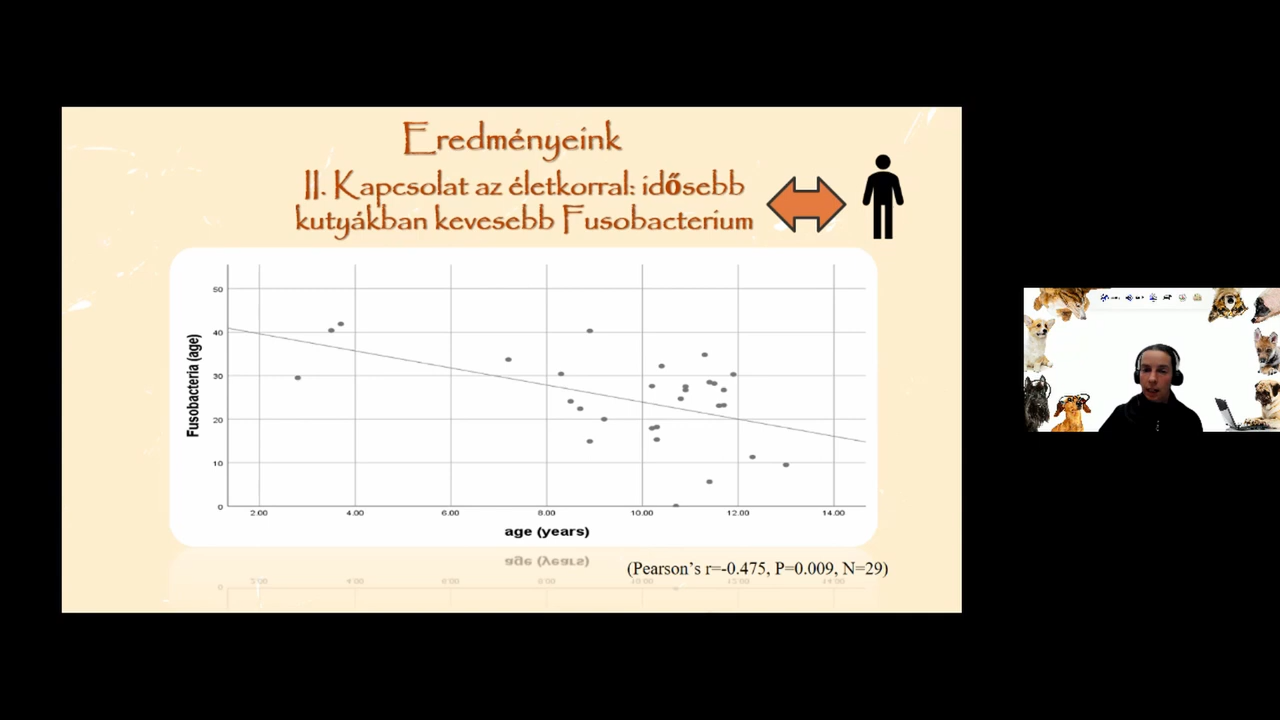 Eredményeink
II. Kapcsolat az életkorral: idősebb
kutyákban kevesebb Fusobacterium
Fusobacteria (age)
50
40
30
20
10
0
2.00 4.00 6.00 8.00 10.00 12.00 14.00
age (years)
(Pearson's r=-0.475, P=0.009, N=29)